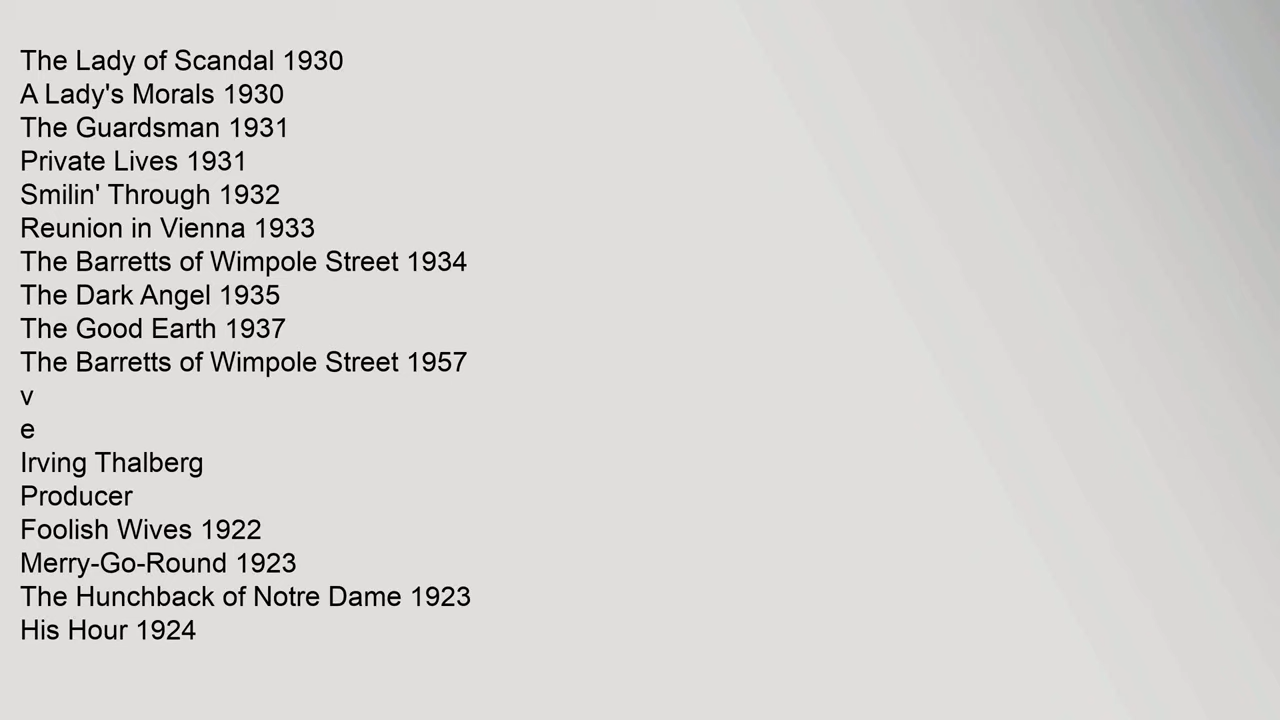 The Lady of Scandal 1930
A Lady's Morals 1930
The Guardsman 1931
Private Lives 1931
Smilin' Through 1932
Reunion in Vienna 1933
The Barretts of Wimpole Street 1934
The Dark Angel 1935
The Good Earth 1937
The Barretts of Wimpole Street 1957
v
e
Irving Thalberg
Producer
Foolish Wives 1922
Merry-Go-Round 1923
The Hunchback of Notre Dame 1923
His Hour 1924